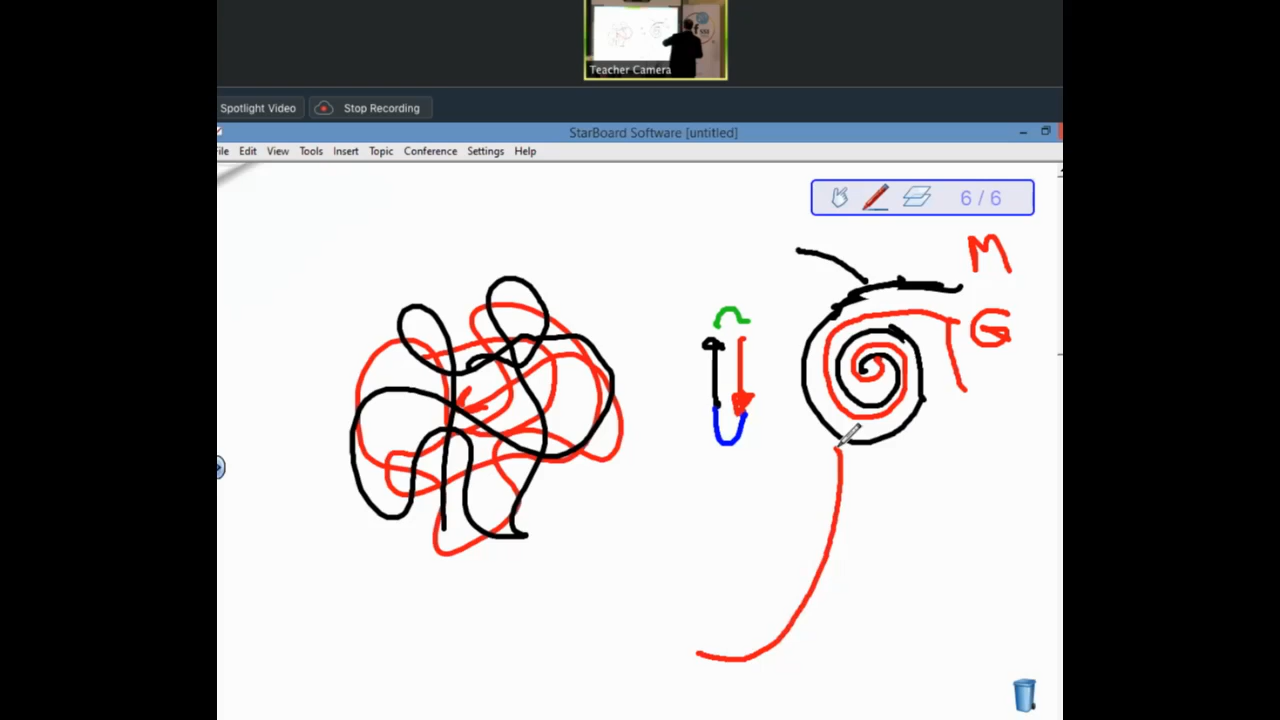 Teacher Camera
Spotlight Video
Stop Recording
StarBoard Software [untitled]
File Edit View Tools Insert Topic Conference Settings Help
6 / 6
M
G